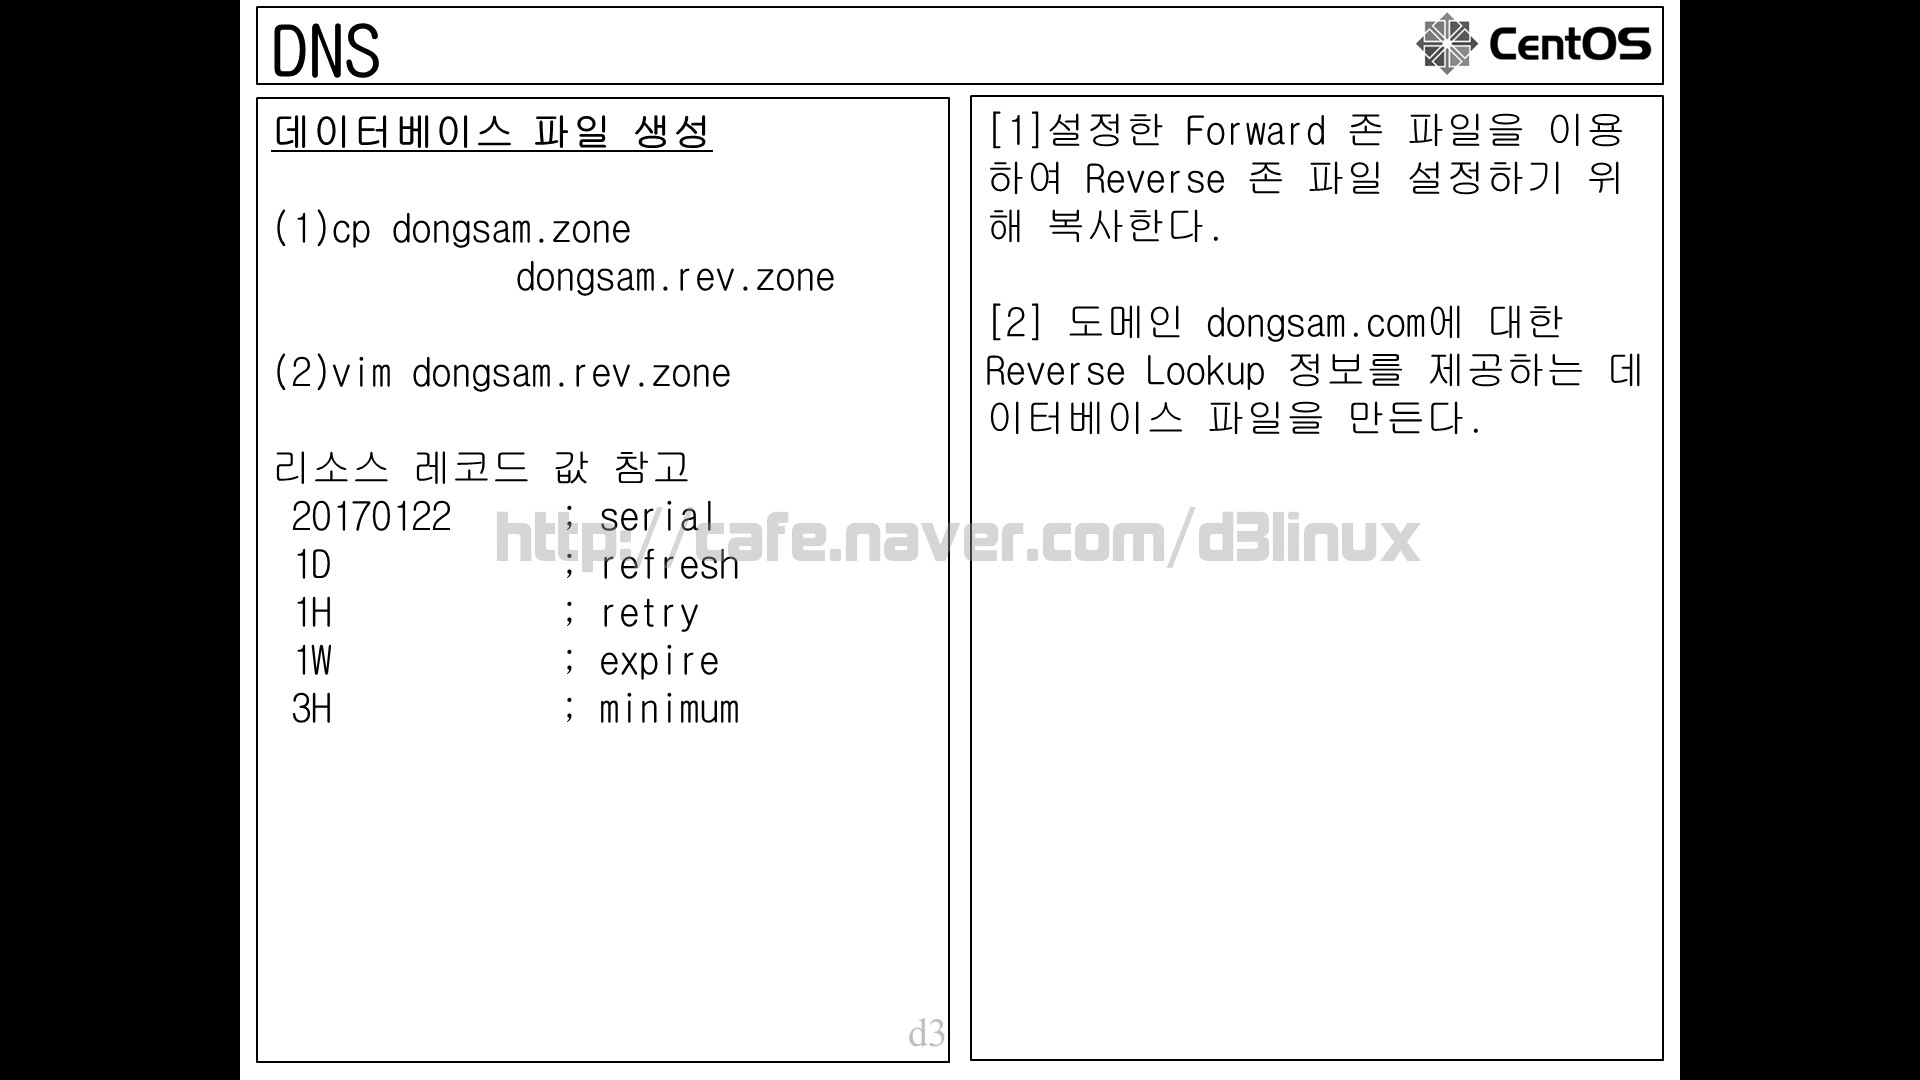 DNS
CentOS
데이터베이스 파일 생성
(1)cp dongsam.zone
dongsam.rev.zone
(2)vim dongsam.rev.zone
리소스 레코드 값 참고
20170122 ; serial
1D ; refresh
1H ; retry
1W ; expire
3H ; minimum
d3
[1]설정한 Forward 존 파일을 이용
하여 Reverse 존 파일 설정하기 위
해 복사한다.
[2] 도메인 dongsam.com에 대한
Reverse Lookup 정보를 제공하는 데
이터베이스 파일을 만든다.
http://cafe.naver.com/d3linux